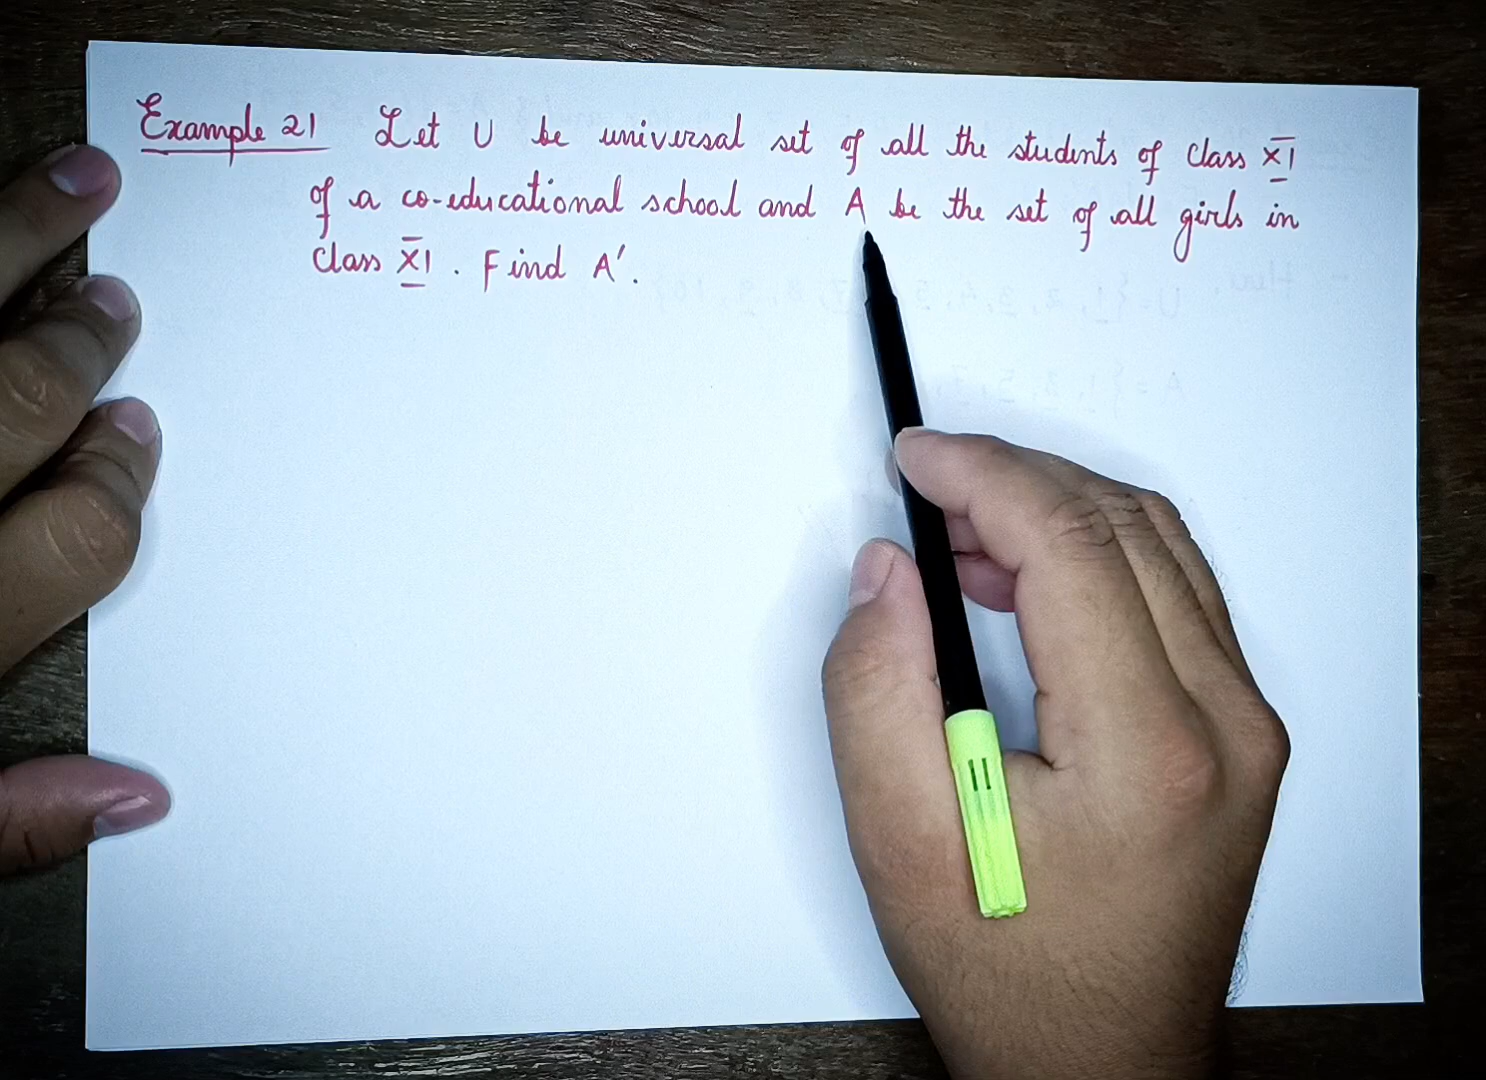 Example 21 Let U be universal set of all the students of class XI
of a co-educational school and A be the set of all girls in
class XI. Find A'.